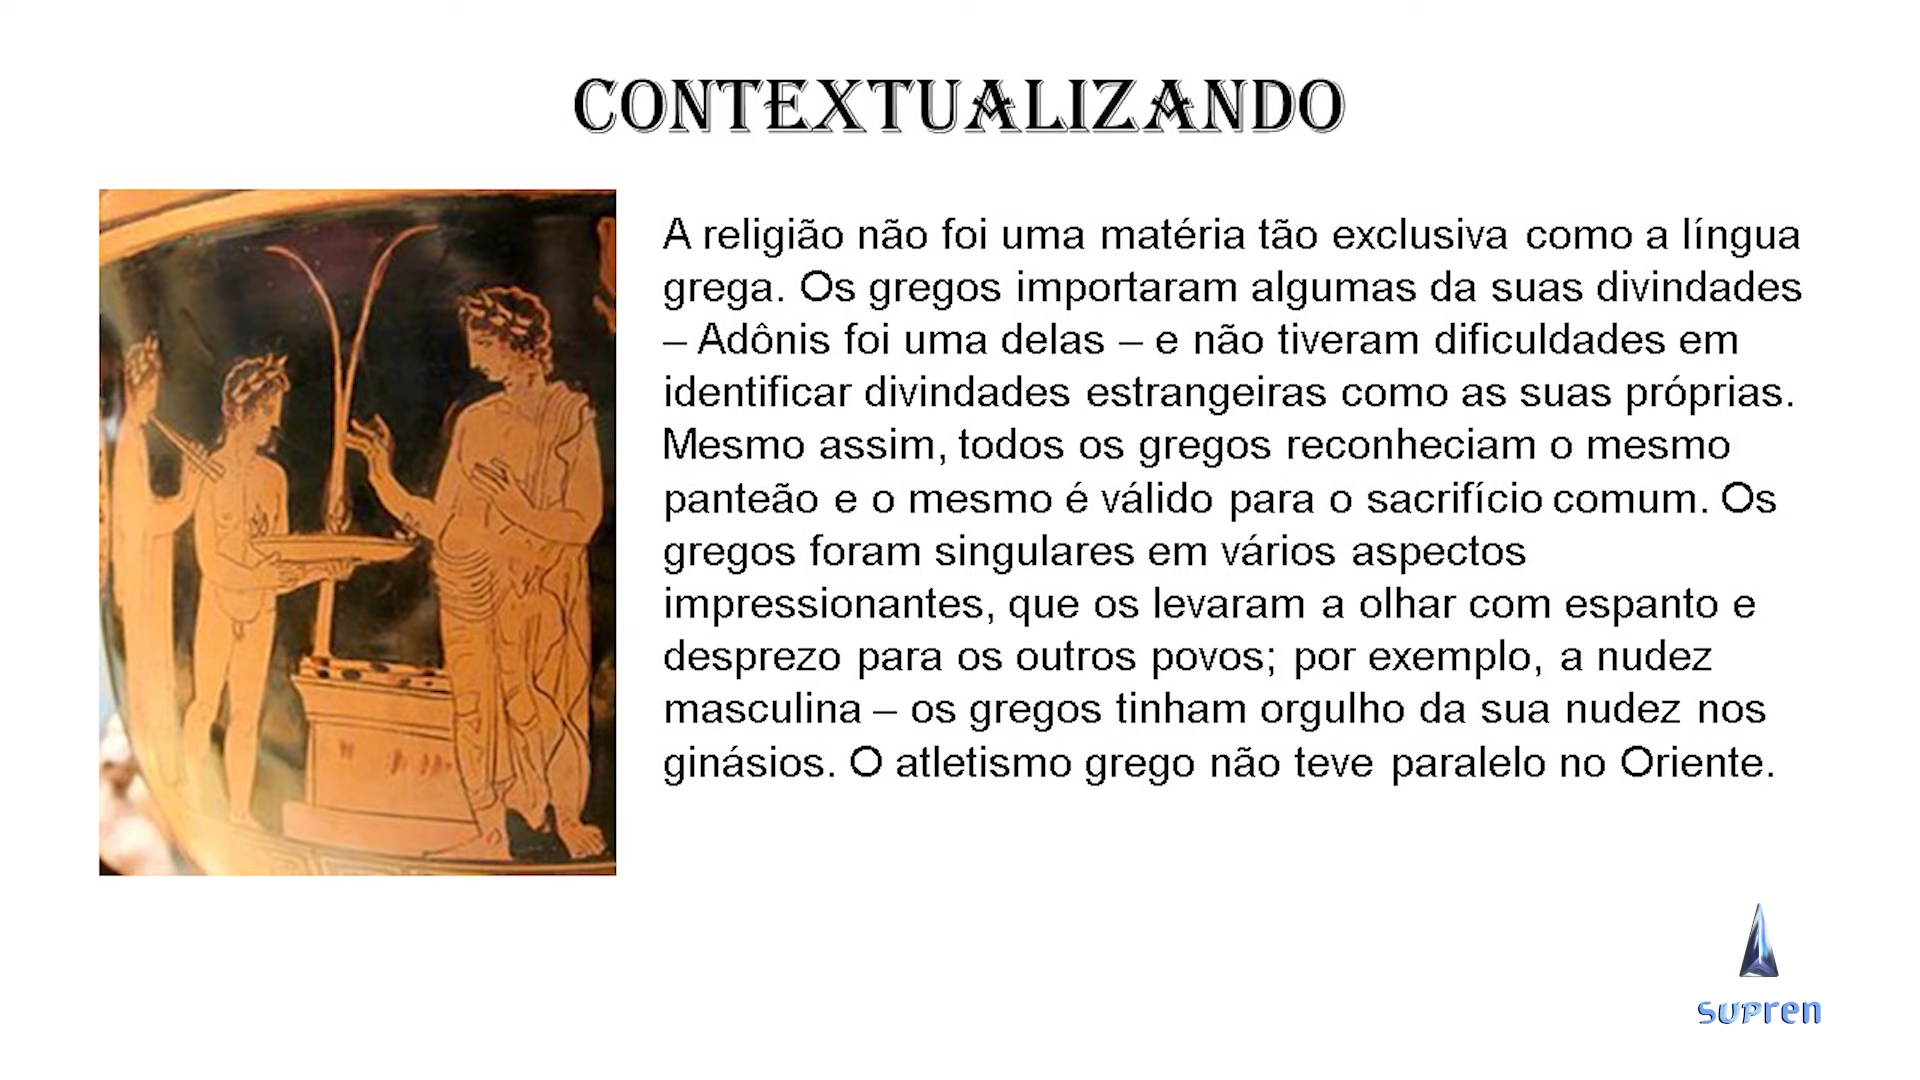 CONTEXTUALIZANDO
A religião não foi uma matéria tão exclusiva como a língua
grega. Os gregos importaram algumas da suas divindades
– Adônis foi uma delas – e não tiveram dificuldades em
identificar divindades estrangeiras como as suas próprias.
Mesmo assim, todos os gregos reconheciam o mesmo
panteão e o mesmo é válido para o sacrifício comum. Os
gregos foram singulares em vários aspectos
impressionantes, que os levaram a olhar com espanto e
desprezo para os outros povos; por exemplo, a nudez
masculina – os gregos tinham orgulho da sua nudez nos
ginásios. O atletismo grego não teve paralelo no Oriente.
supren